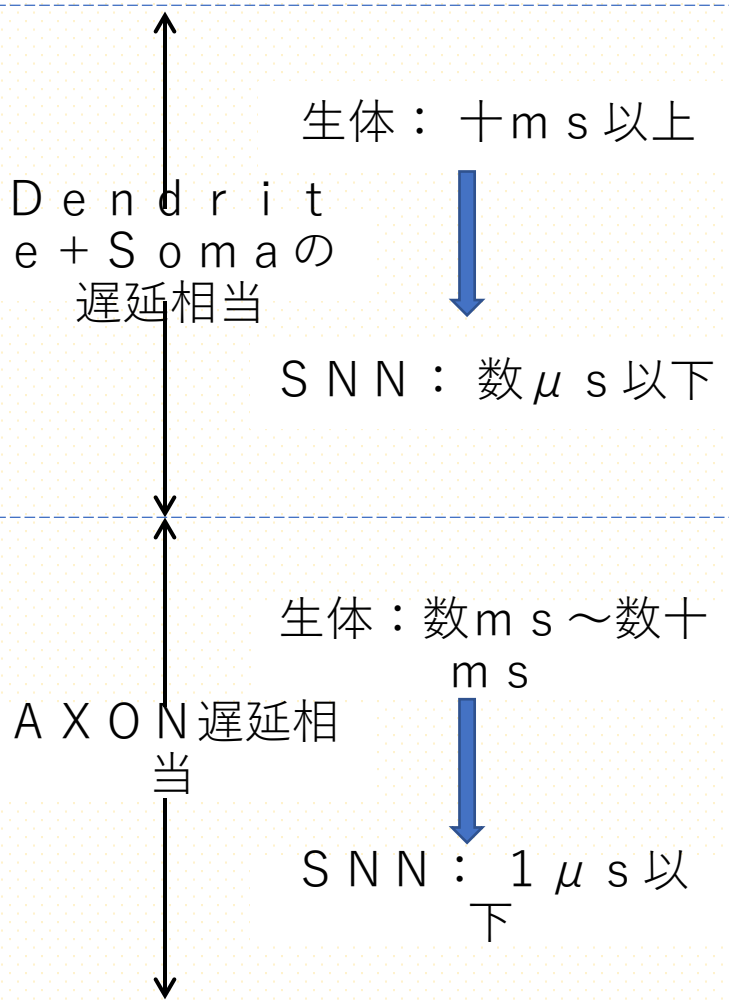 生体： 十ｍｓ以上
Ｄｅｎｄｒｉｔ
ｅ＋Ｓｏｍａの
遅延相当
ＳＮＮ： 数μｓ以下
生体：数ｍｓ～数十
ｍｓ
ＡＸＯＮ遅延相
当
ＳＮＮ： １μｓ以
下